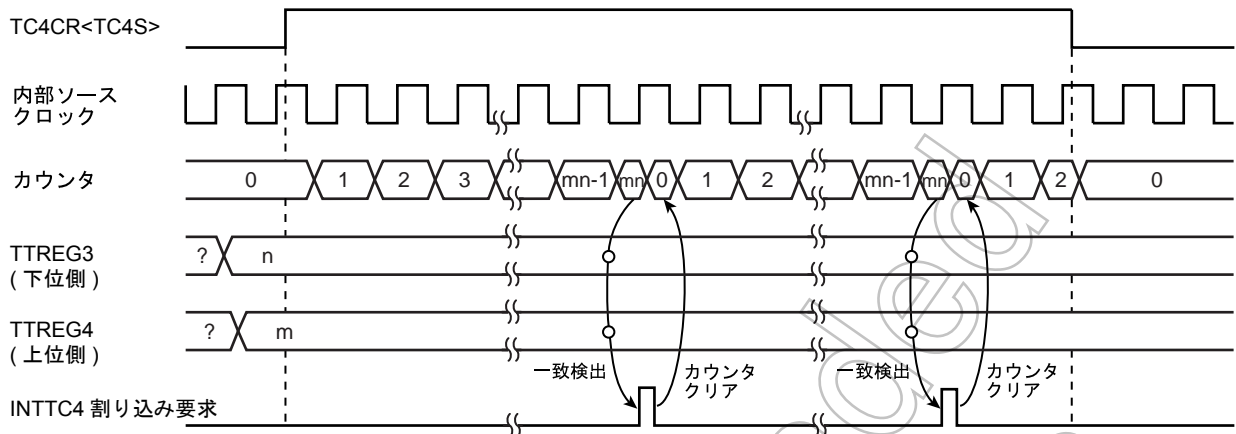 TC4CR<TC4S>
内部ソース
クロック
カウンタ
0 1 2 3 mn-1 mn 0 1 2 mn-1 mn 0 1 2 0
TTREG3
( 下位側 )
? n
TTREG4
( 上位側 )
? m
一致検出
カウンタ
クリア
一致検出
カウンタ
クリア
INTTC4 割り込み要求